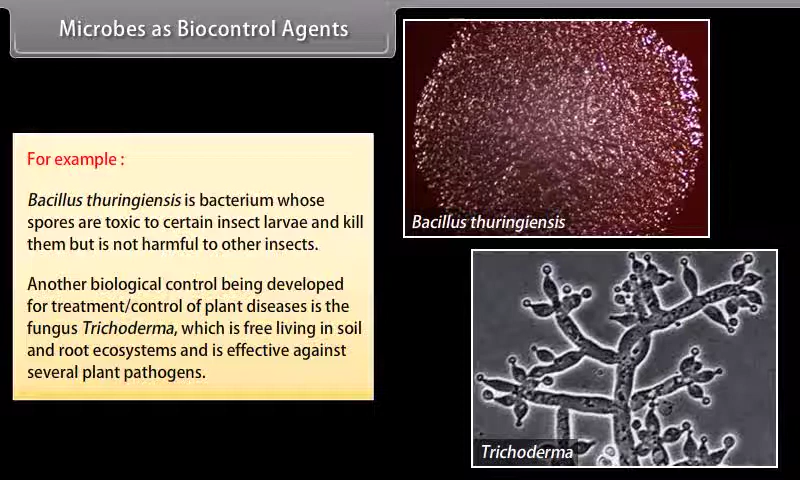 Microbes as Biocontrol Agents
For example :
Bacillus thuringiensis is bacterium whose
spores are toxic to certain insect larvae and kill
them but is not harmful to other insects.
Another biological control being developed
for treatment/control of plant diseases is the
fungus Trichoderma, which is free living in soil
and root ecosystems and is effective against
several plant pathogens.
Bacillus thuringiensis
Trichoderma